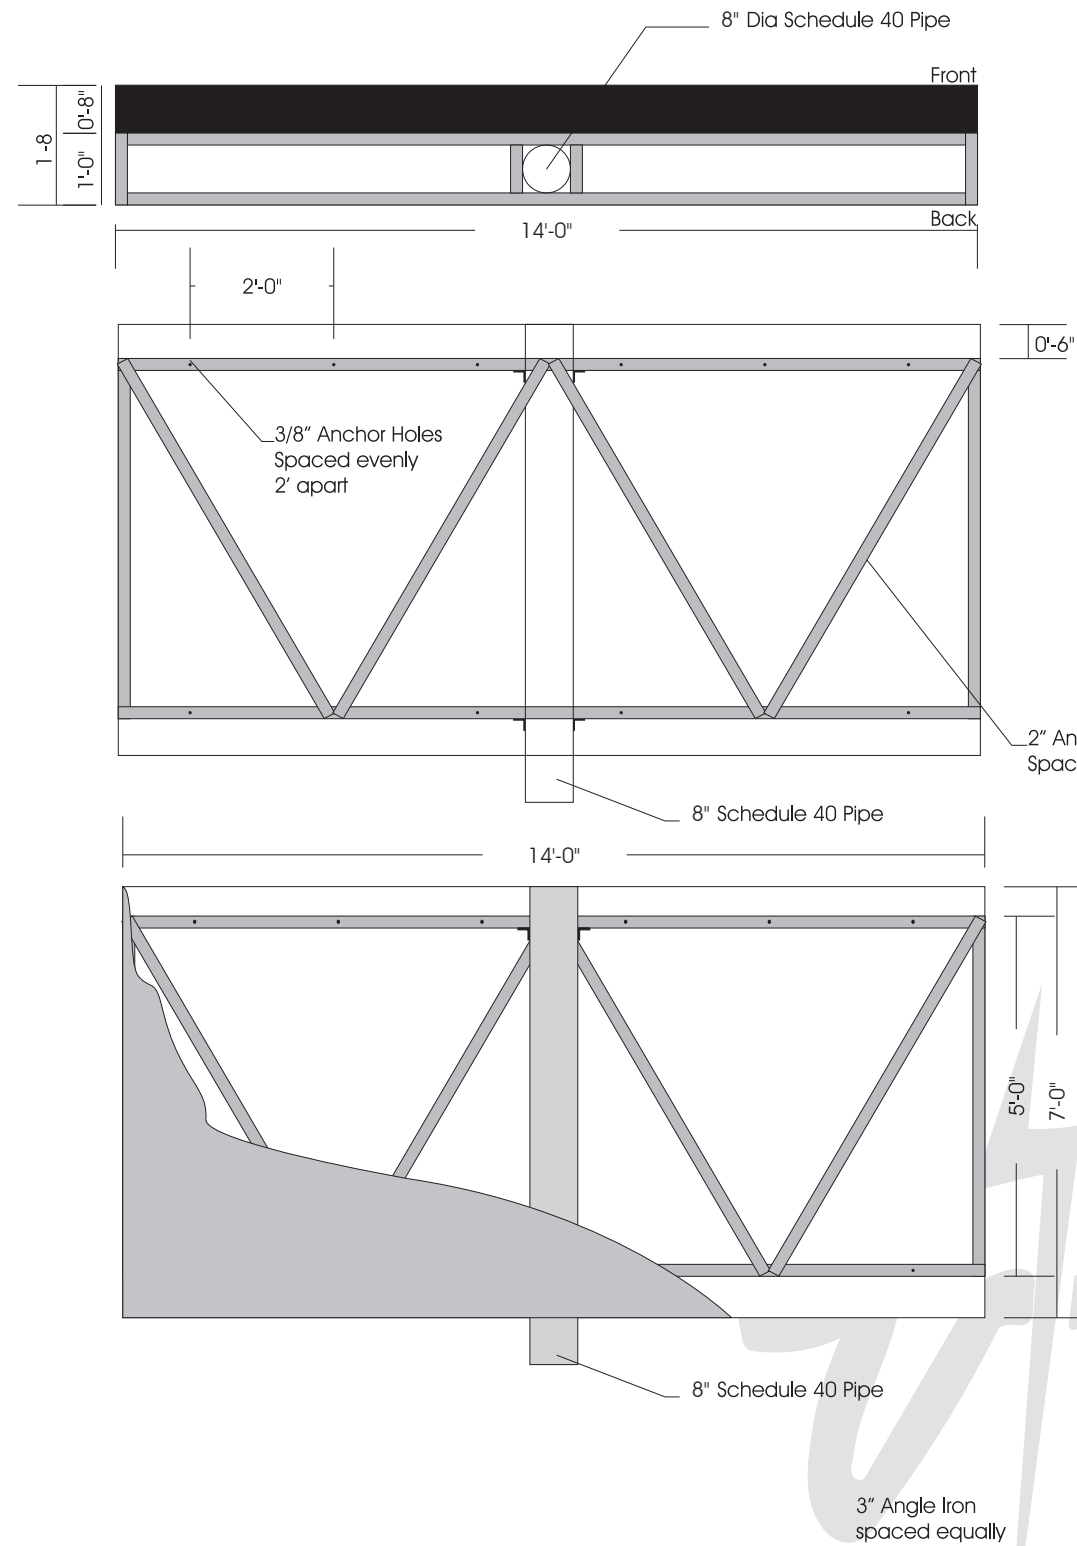 8" Dia Schedule 40 Pipe
Front
0'-8"
1-8
1'-0"
Back
14'-0"
2'-0"
0'-6"
3/8" Anchor Holes
Spaced evenly
2' apart
2" An
Spac
8" Schedule 40 Pipe
14'-0"
5'-0"
7'-0"
8" Schedule 40 Pipe
3" Angle Iron
spaced equally